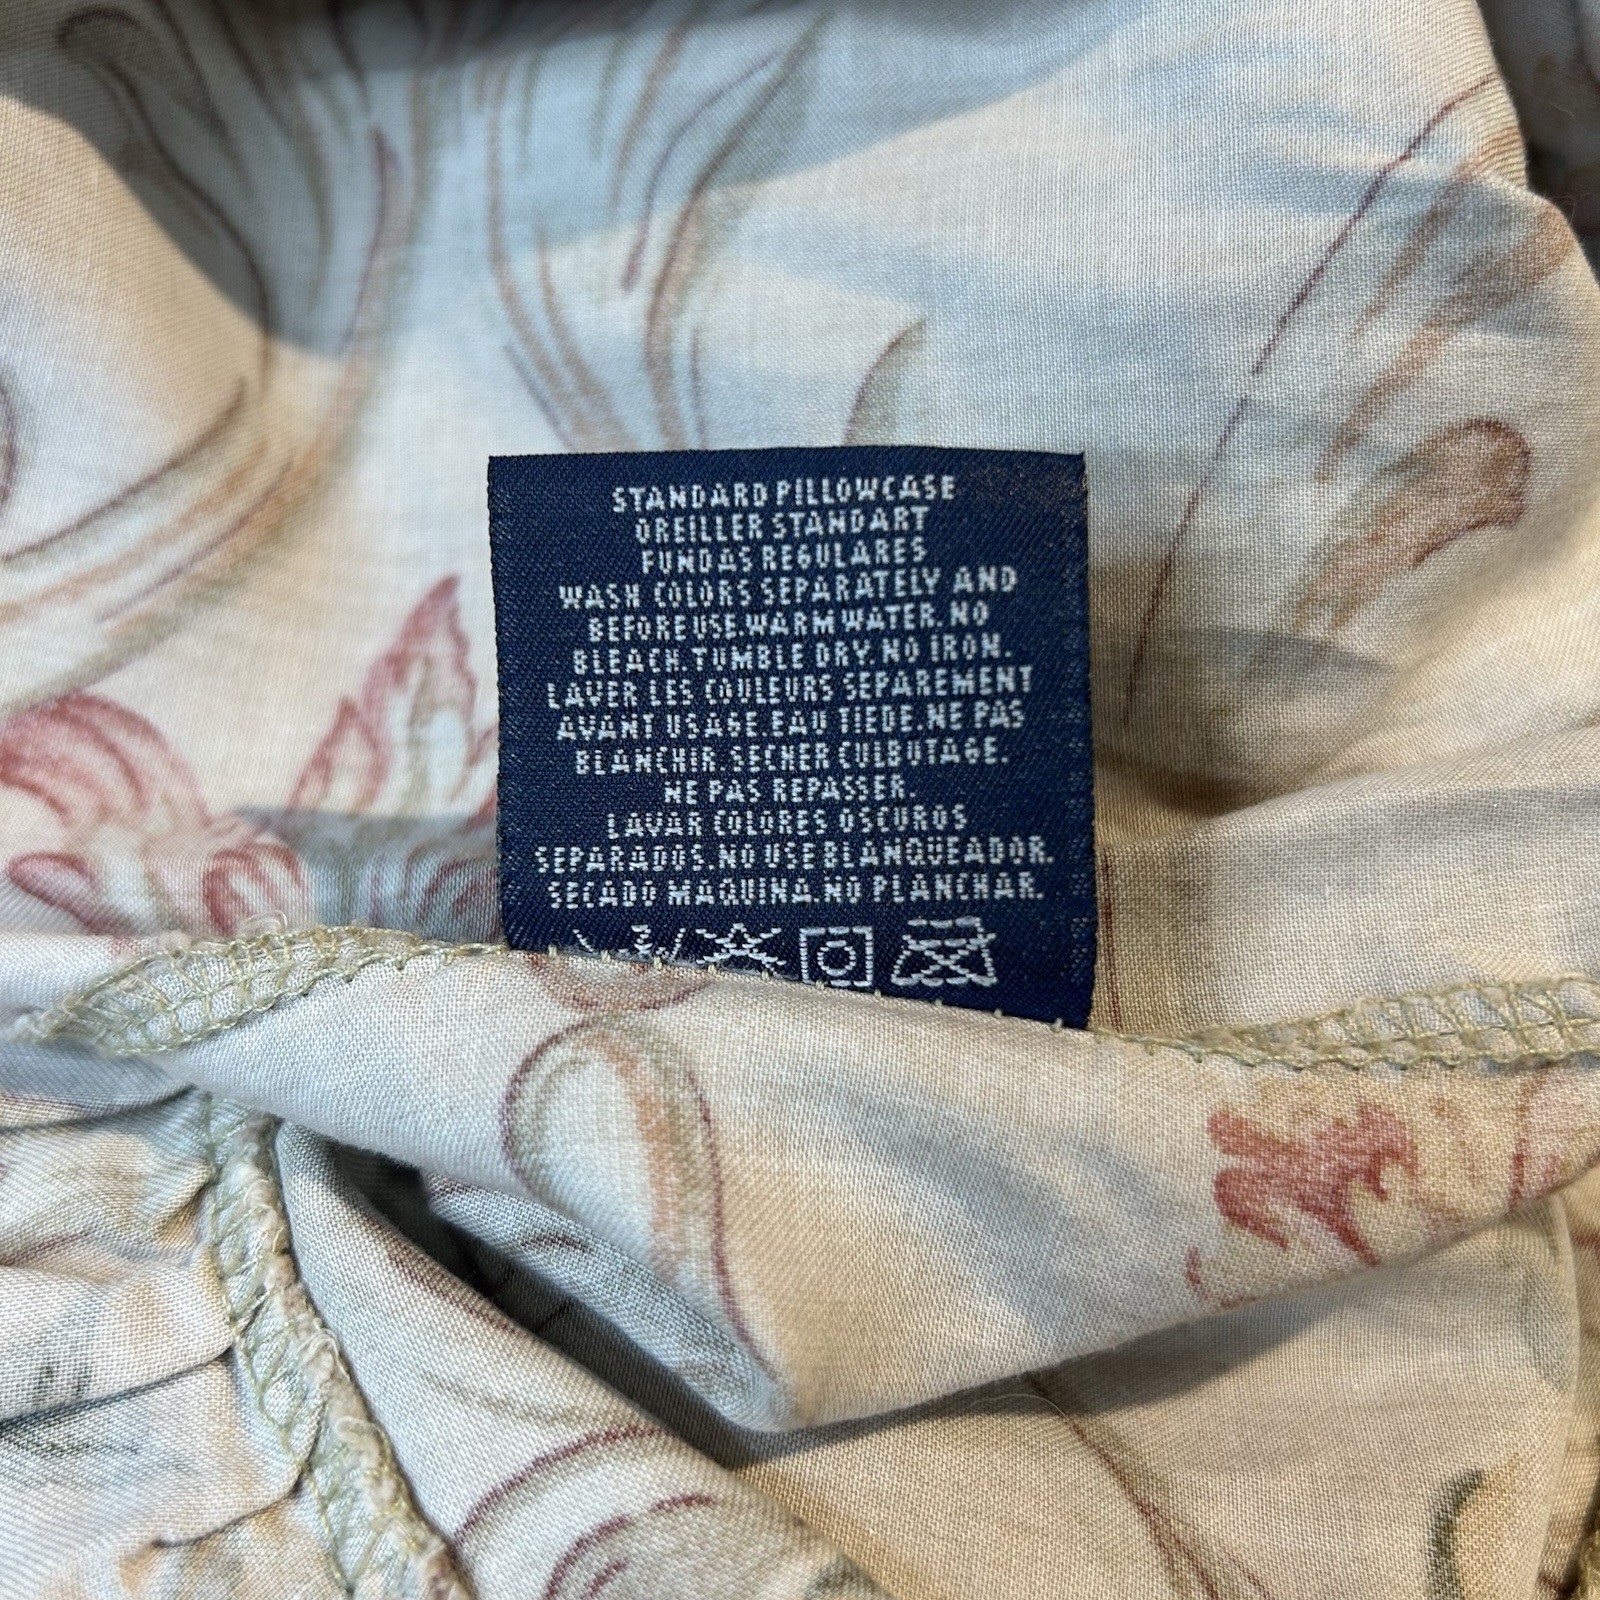 STANDARD PILLOWCASE
OREILLER STANDART
FUNDAS REGULARES
WASH COLORS SEPARATELY AND
BEFORE USE.WARM WATER.NO
BLEACH.TUMBLE DRY.NO IRON.
LAVER LES COULEURS SEPAREMENT
AVANT USAGE.EAU TIEDE.NE PAS
BLANCHIR.SECHER CULBUTAGE.
NE PAS REPASSER.
LAVAR COLORES OSCUROS
SEPARADOS.NO USE BLANQUEADOR.
SECADO MAQUINA.NO PLANCHAR.